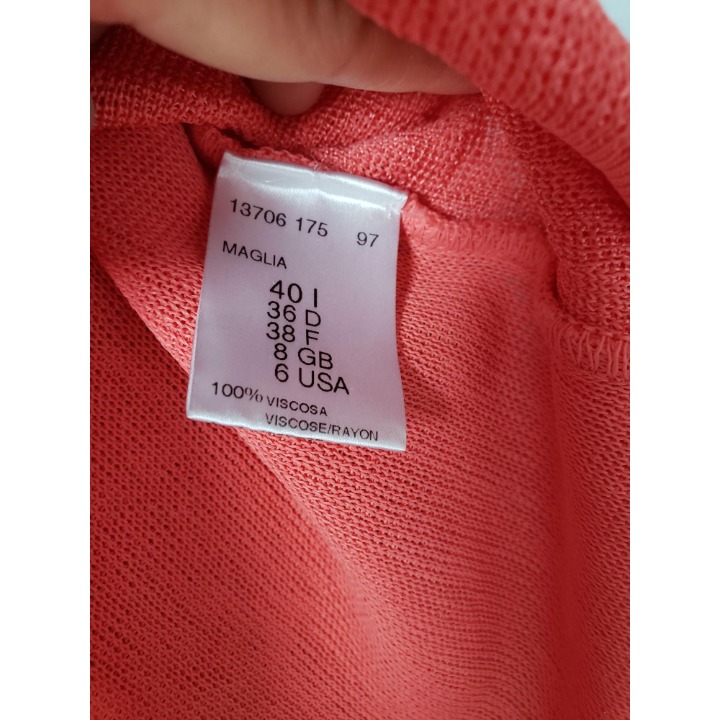 13706 175 97
MAGLIA
40 I
36 D
38 F
8 GB
6 USA
100% VISCOSA
VISCOSE/RAYON